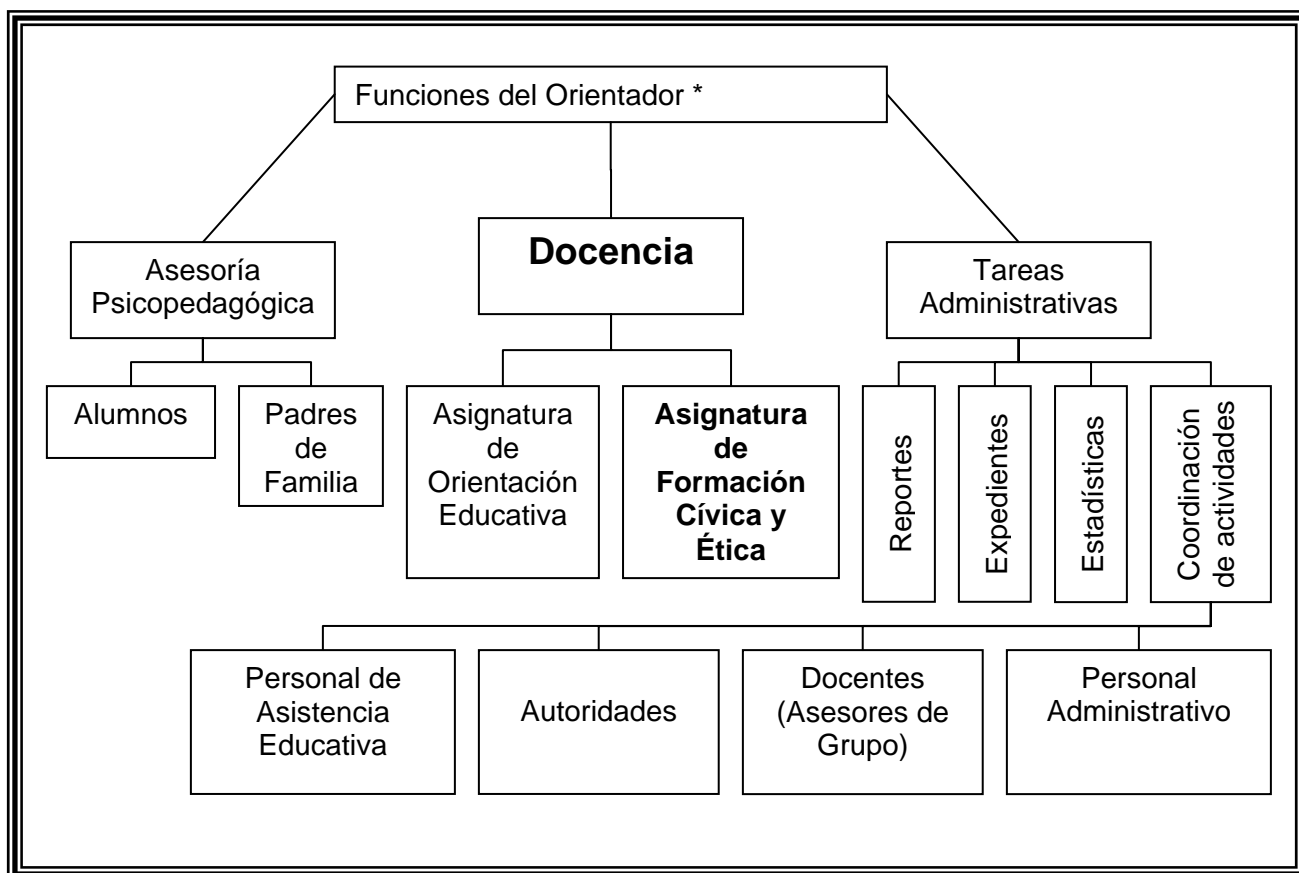 Funciones del Orientador *
Asesoría
Psicopedagógica
Docencia
Tareas
Administrativas
Alumnos
Padres
de
Familia
Asignatura
de
Orientación
Educativa
Asignatura
de
Formación
Cívica y
Ética
Reportes
Expedientes
Estadísticas
Coordinación
de actividades
Personal de
Asistencia
Educativa
Autoridades
Docentes
(Asesores de
Grupo)
Personal
Administrativo